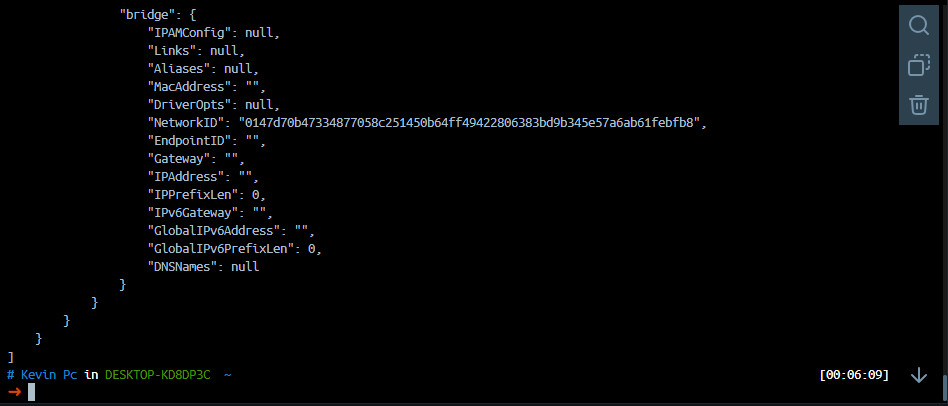 "bridge": {
"IPAMConfig": null,
"Links": null,
"Aliases": null,
"MacAddress": "",
"DriverOpts": null,
"NetworkID": "0147d70b47334877058c251450b64ff49422806383bd9b345e57a6ab61febfb8",
"EndpointID": "",
"Gateway": "",
"IPAddress": "",
"IPPrefixLen": 0,
"IPv6Gateway": "",
"GlobalIPv6Address": "",
"GlobalIPv6PrefixLen": 0,
"DNSNames": null
}
}
}
}
]
# Kevin Pc in DESKTOP-KD8DP3C ~ [00:06:09]
➜